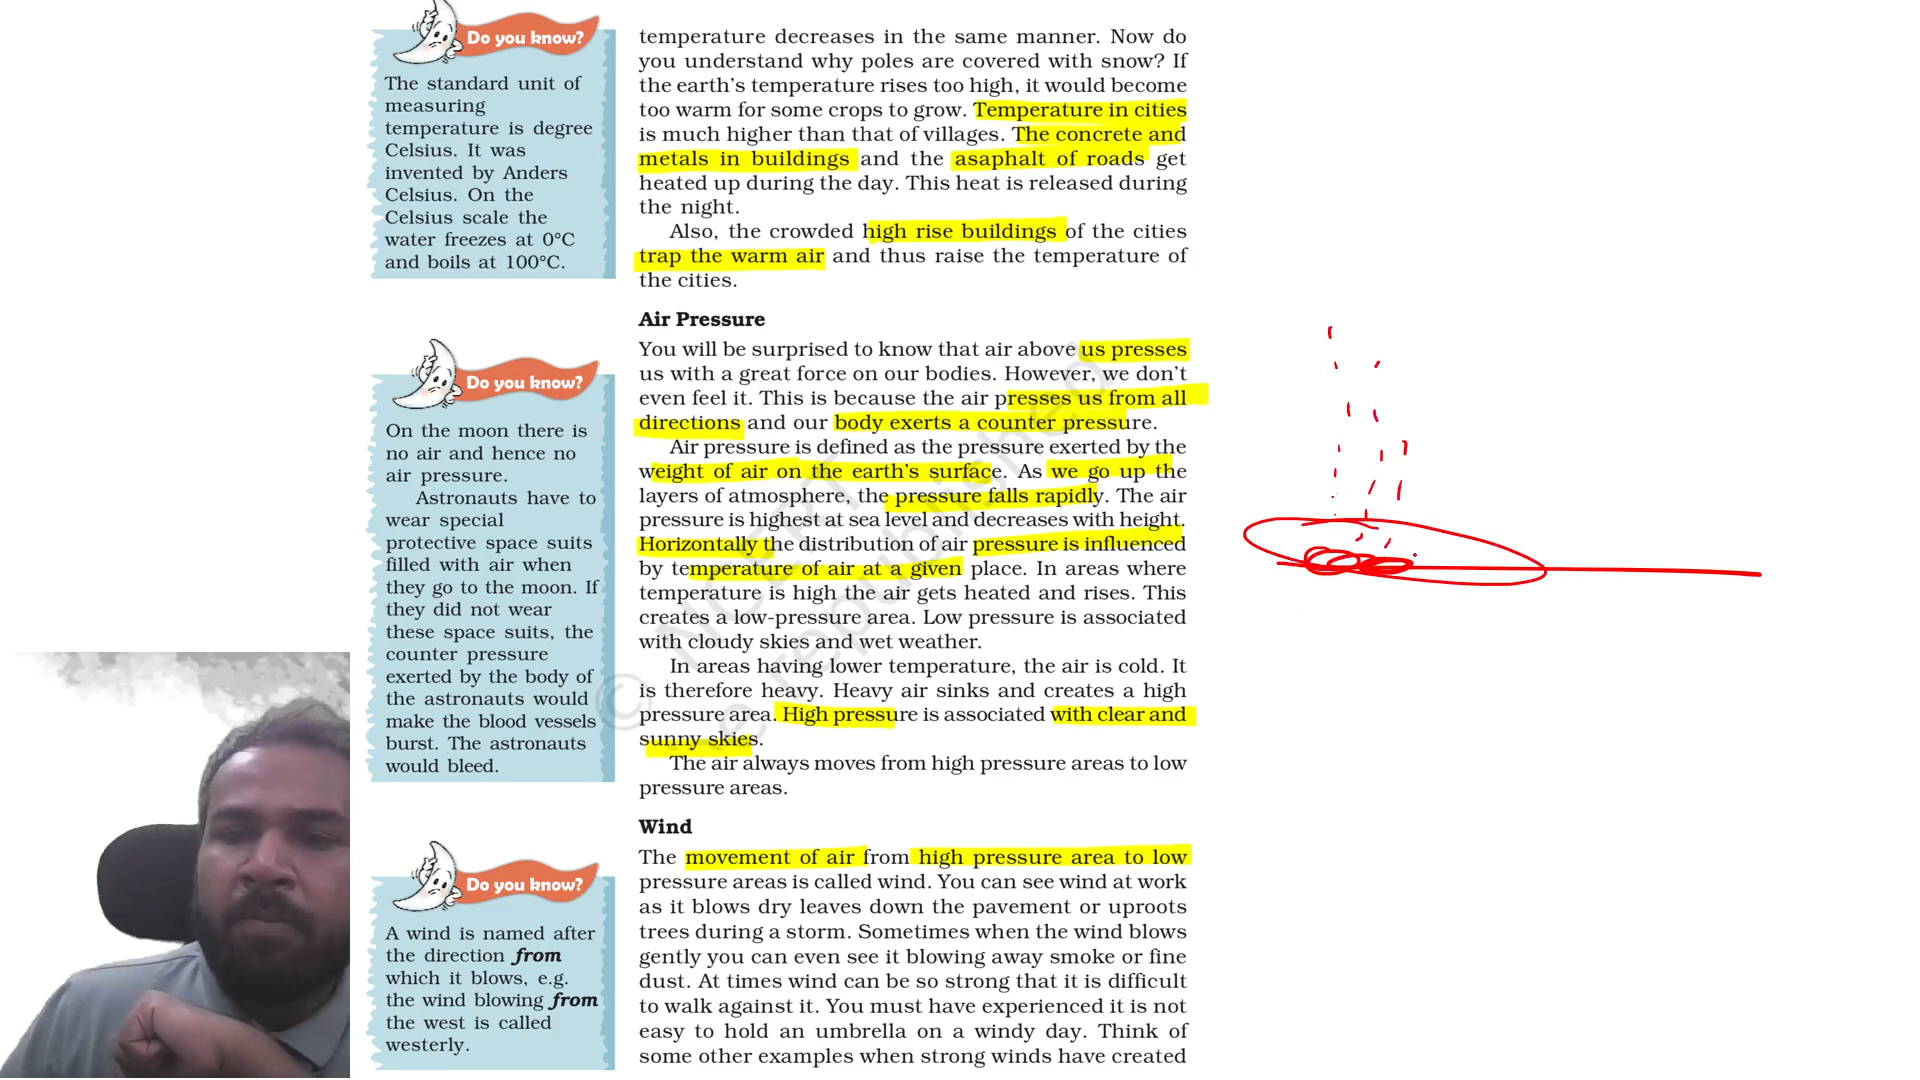 Do you know?
The standard unit of
measuring
temperature is degree
Celsius. It was
invented by Anders
Celsius. On the
Celsius scale the
water freezes at 0°C
and boils at 100°C.
Do you know?
On the moon there is
no air and hence no
air pressure.
Astronauts have to
wear special
protective space suits
filled with air when
they go to the moon. If
they did not wear
these space suits, the
counter pressure
exerted by the body of
the astronauts would
make the blood vessels
burst. The astronauts
would bleed.
Do you know?
A wind is named after
the direction from
which it blows, e.g.
the wind blowing from
the west is called
westerly.
temperature decreases in the same manner. Now do
you understand why poles are covered with snow? If
the earth's temperature rises too high, it would become
too warm for some crops to grow. Temperature in cities
is much higher than that of villages. The concrete and
metals in buildings and the asaphalt of roads get
heated up during the day. This heat is released during
the night.
Also, the crowded high rise buildings of the cities
trap the warm air and thus raise the temperature of
the cities.
Air Pressure
You will be surprised to know that air above us presses
us with a great force on our bodies. However, we don't
even feel it. This is because the air presses us from all
directions and our body exerts a counter pressure.
Air pressure is defined as the pressure exerted by the
weight of air on the earth's surface. As we go up the
layers of atmosphere, the pressure falls rapidly. The air
pressure is highest at sea level and decreases with height.
Horizontally the distribution of air pressure is influenced
by temperature of air at a given place. In areas where
temperature is high the air gets heated and rises. This
creates a low-pressure area. Low pressure is associated
with cloudy skies and wet weather.
In areas having lower temperature, the air is cold. It
is therefore heavy. Heavy air sinks and creates a high
pressure area. High pressure is associated with clear and
sunny skies.
The air always moves from high pressure areas to low
pressure areas.
Wind
The movement of air from high pressure area to low
pressure areas is called wind. You can see wind at work
as it blows dry leaves down the pavement or uproots
trees during a storm. Sometimes when the wind blows
gently you can even see it blowing away smoke or fine
dust. At times wind can be so strong that it is difficult
to walk against it. You must have experienced it is not
easy to hold an umbrella on a windy day. Think of
some other examples when strong winds have created
© NCERT
be republished